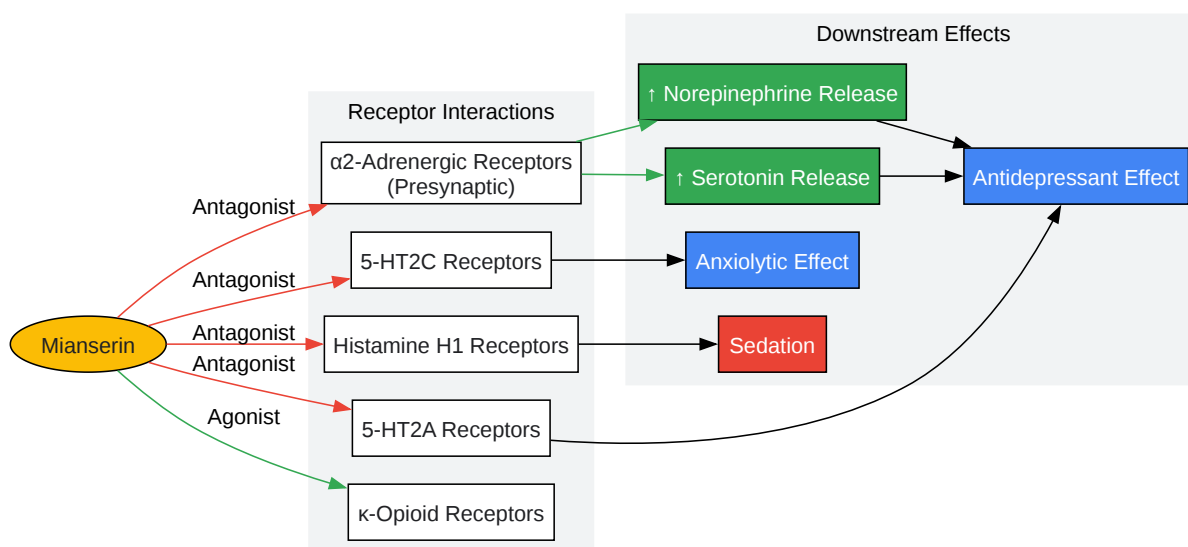 Downstream Effects
↑ Norepinephrine Release
Receptor Interactions
α2-Adrenergic Receptors
(Presynaptic)
↑ Serotonin Release
Antidepressant Effect
Antagonist
5-HT2C Receptors
Anxiolytic Effect
Antagonist
Mianserin
Antagonist
Histamine H1 Receptors
Sedation
Antagonist
5-HT2A Receptors
Agonist
κ-Opioid Receptors